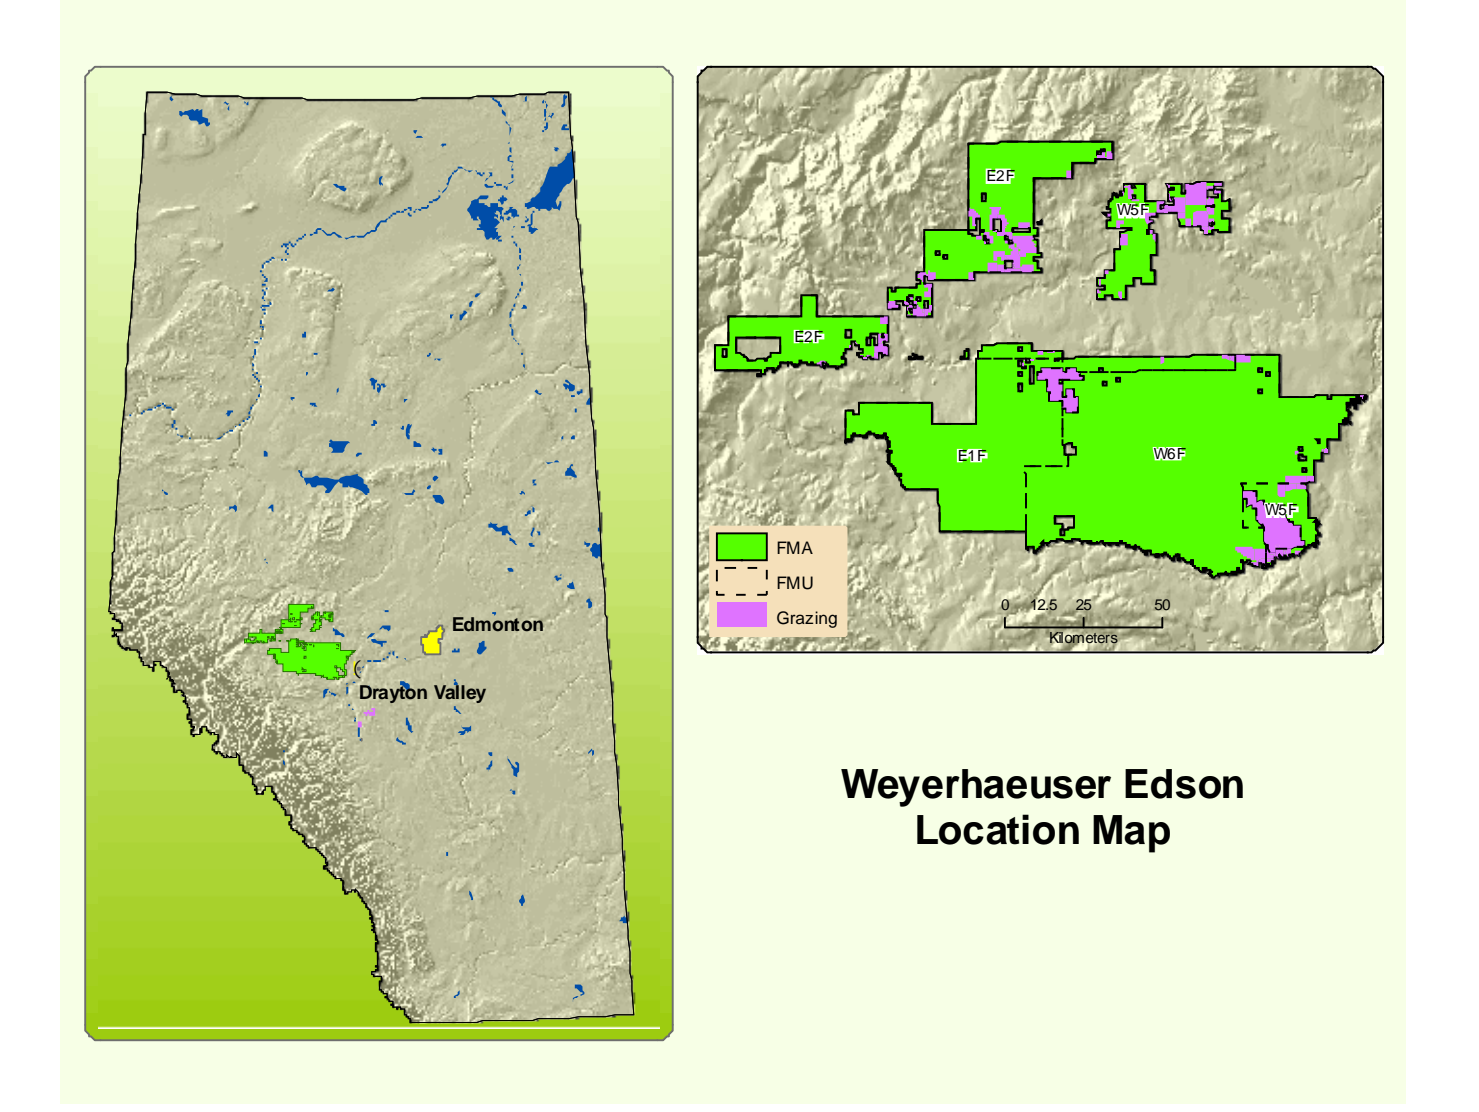 Edmonton
Drayton Valley
E2F
W5F
E2F
E1F
W6F
W5F
FMA
FMU
Grazing
0 12.5 25 50
Kilometers
Weyerhaeuser Edson
Location Map